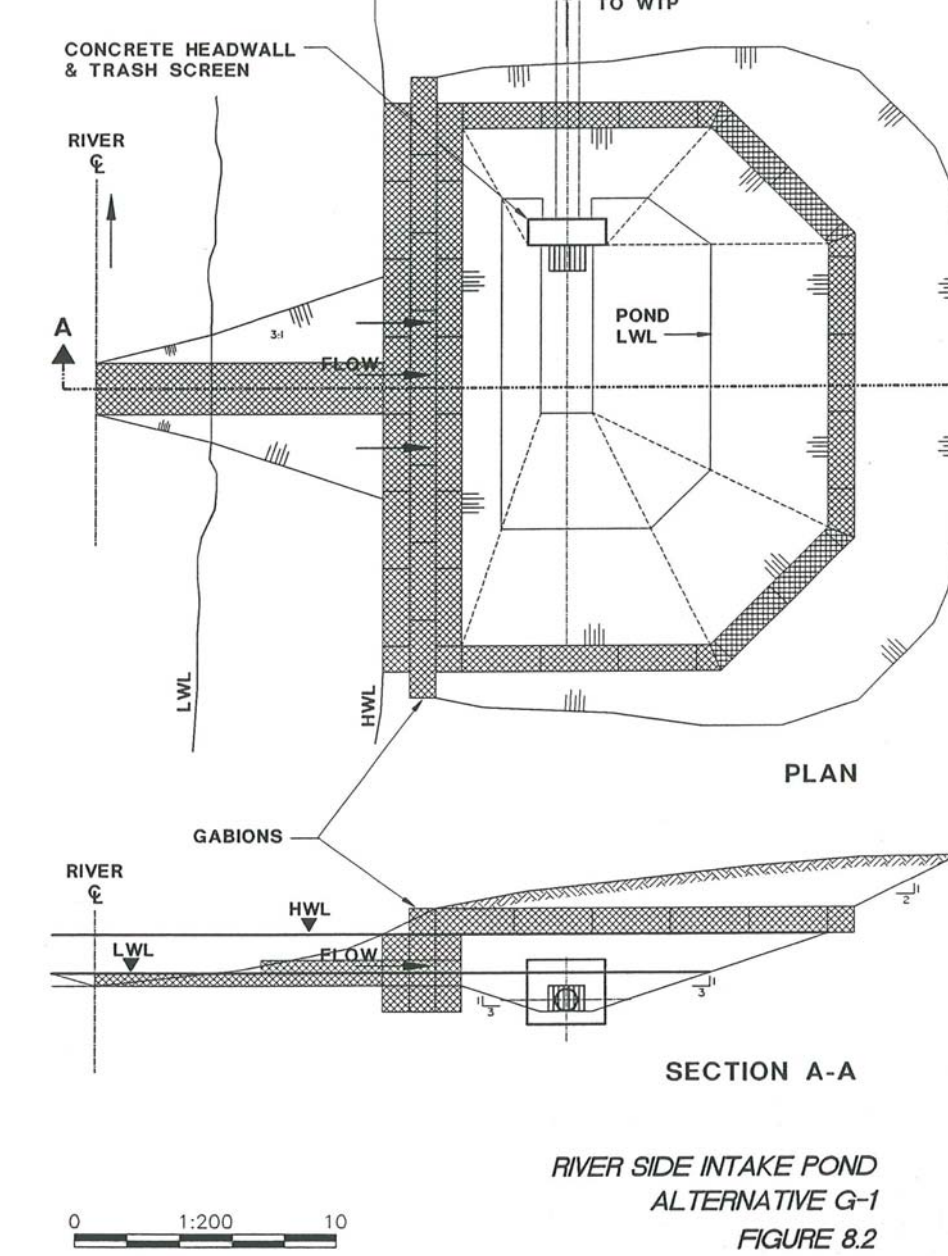 TO WTP
CONCRETE HEADWALL
& TRASH SCREEN
RIVER
℄
A
3:1
FLOW
POND
LWL
LWL
HWL
PLAN
GABIONS
RIVER
℄
HWL
LWL
FLOW
1
2
1
3
1
3
SECTION A-A
RIVER SIDE INTAKE POND
ALTERNATIVE G-1
FIGURE 8.2
0 1:200 10